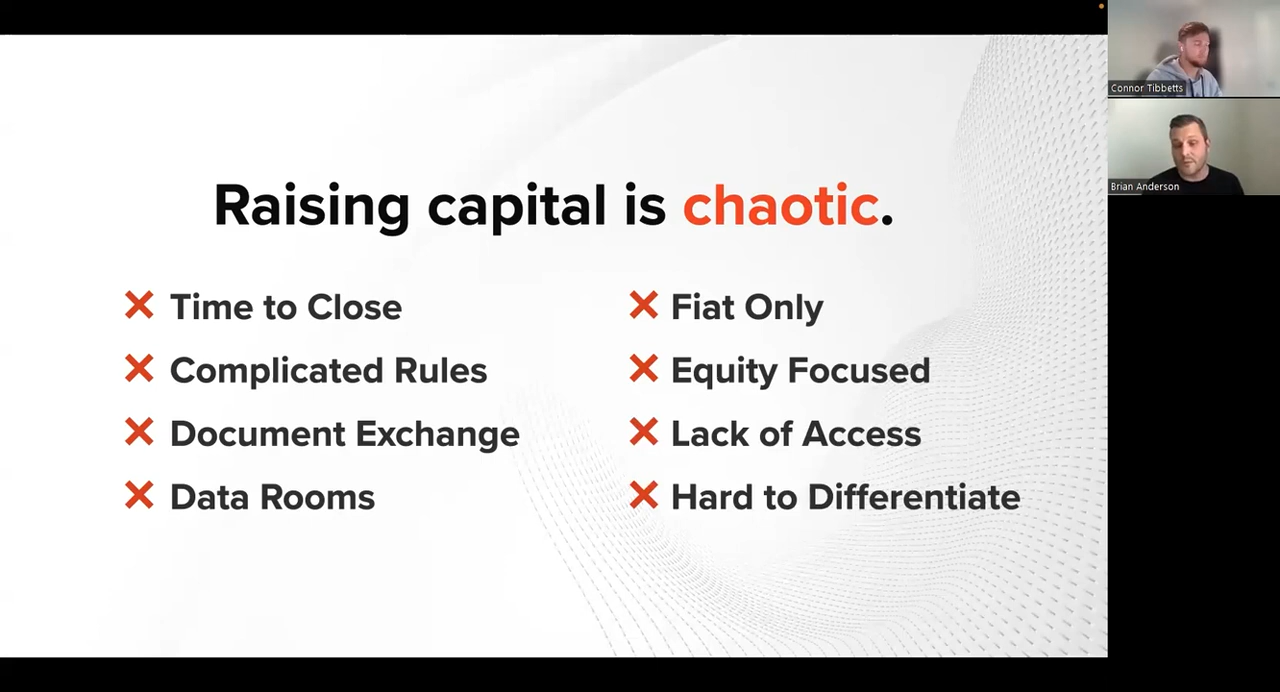 Raising capital is chaotic.
Time to Close
Complicated Rules
Document Exchange
Data Rooms
Fiat Only
Equity Focused
Lack of Access
Hard to Differentiate
Connor Tibbetts
Brian Anderson